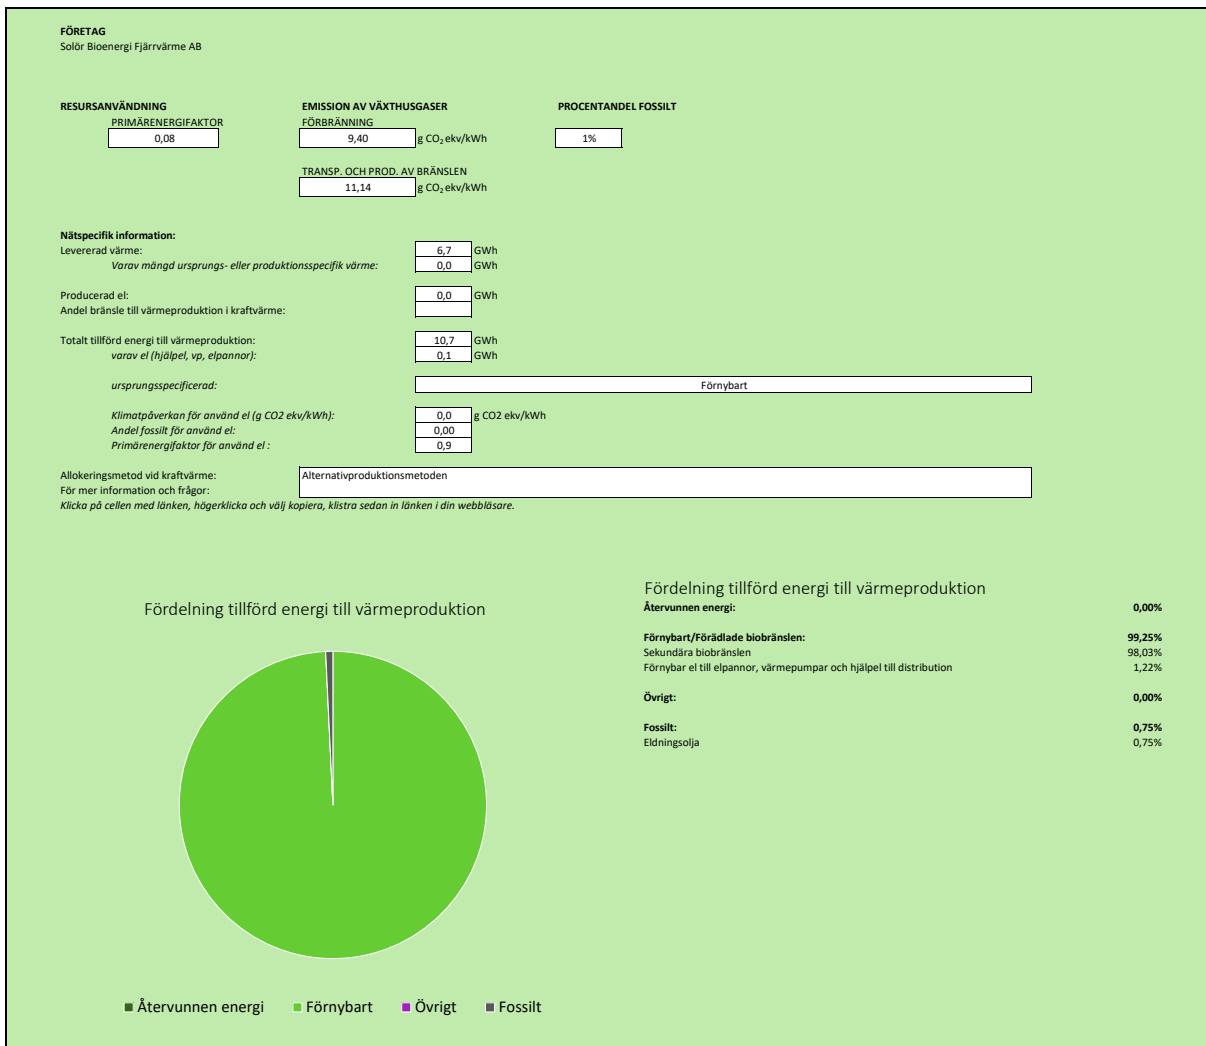 FÖRETAG
Solör Bioenergi Fjärrvärme AB
RESURSANVÄNDNING EMISSION AV VÄXTHUSGASER PROCENTANDEL FOSSILT
PRIMÄRENERGIFAKTOR FÖRBRÄNNING
0,08 9,40 g CO₂ ekv/kWh 1%
TRANSP. OCH PROD. AV BRÄNSLEN
11,14 g CO₂ ekv/kWh
Nätspecifik information:
Levererad värme: 6,7 GWh
Varav mängd ursprungs- eller produktionsspecifik värme: 0,0 GWh
Producerad el: 0,0 GWh
Andel bränsle till värmeproduktion i kraftvärme:
Totalt tillförd energi till värmeproduktion: 10,7 GWh
varav el (hjälpel, vp, elpannor): 0,1 GWh
ursprungsspecificerad: Förnybart
Klimatpåverkan för använd el (g CO2 ekv/kWh): 0,0 g CO2 ekv/kWh
Andel fossilt för använd el: 0,00
Primärenergifaktor för använd el : 0,9
Allokeringsmetod vid kraftvärme: Alternativproduktionsmetoden
För mer information och frågor:
Klicka på cellen med länken, högerklicka och välj kopiera, klistra sedan in länken i din webbläsare.
Fördelning tillförd energi till värmeproduktion
Återvunnen energi Förnybart Övrigt Fossilt
Fördelning tillförd energi till värmeproduktion
Återvunnen energi: 0,00%
Förnybart/Förädlade biobränslen: 99,25%
Sekundära biobränslen 98,03%
Förnybar el till elpannor, värmepumpar och hjälpel till distribution 1,22%
Övrigt: 0,00%
Fossilt: 0,75%
Eldningsolja 0,75%